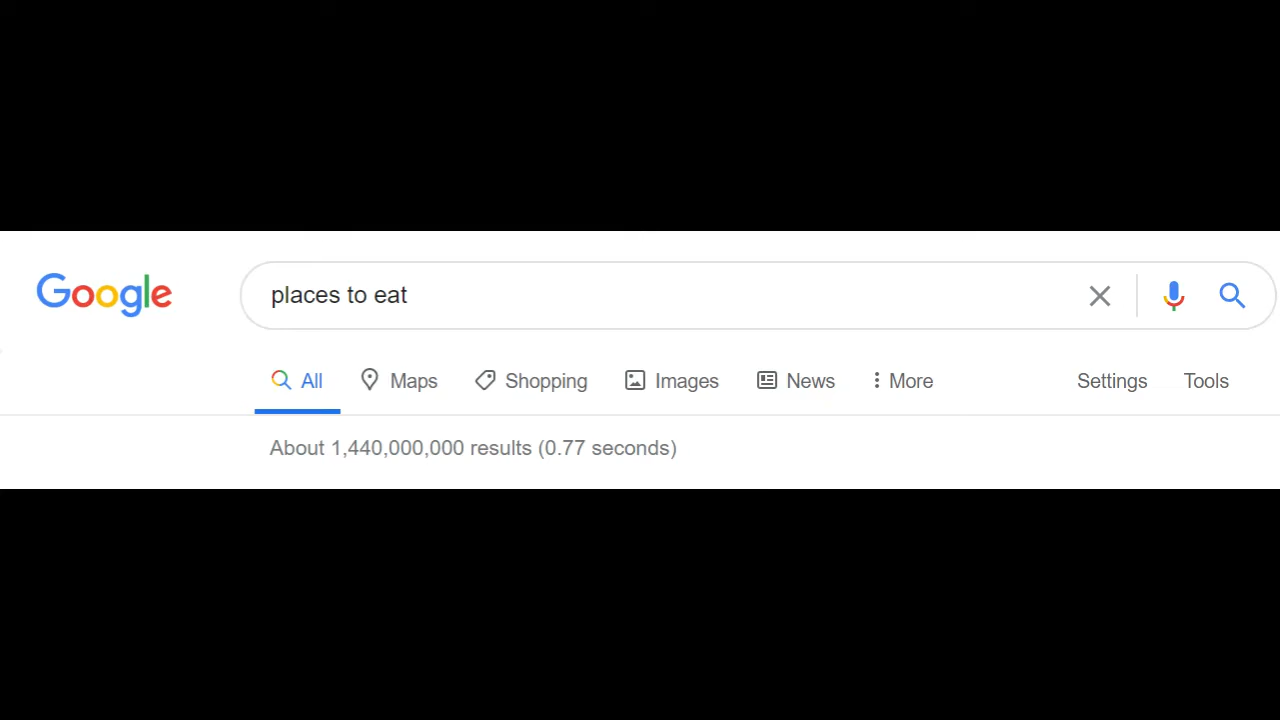 Google places to eat
All Maps Shopping Images News More Settings Tools
About 1,440,000,000 results (0.77 seconds)